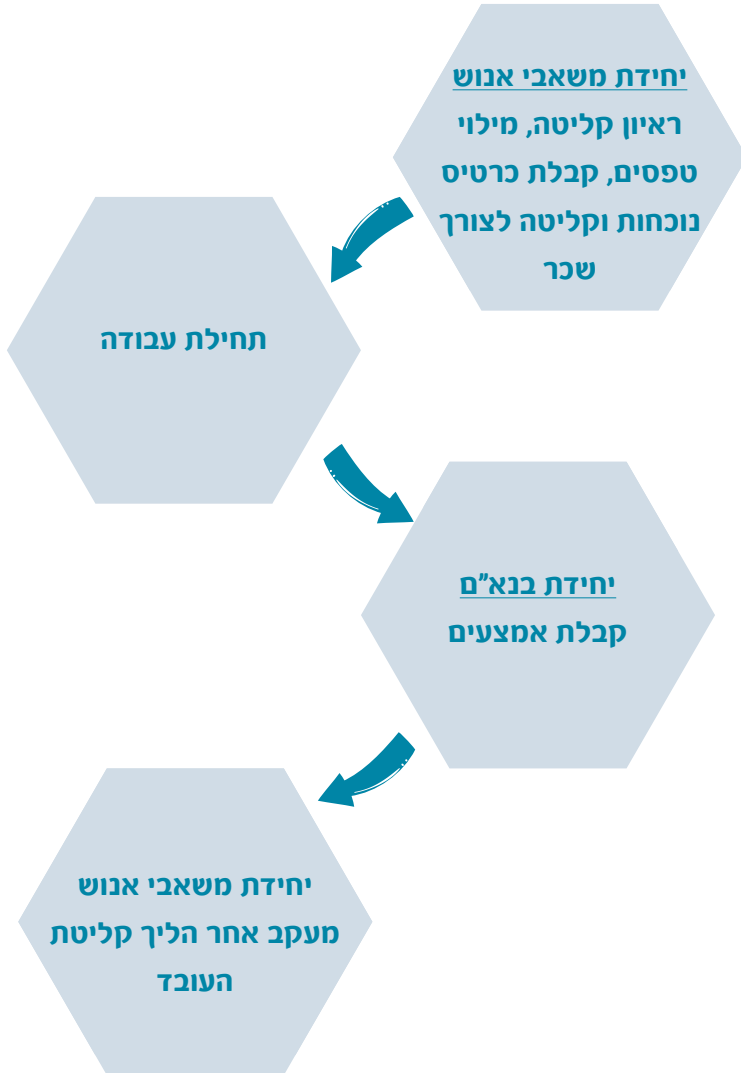 יחידת משאבי אנוש
ראיון קליטה, מילוי
טפסים, קבלת כרטיס
נוכחות וקליטה לצורך
שכר
תחילת עבודה
יחידת בנא"ם
קבלת אמצעים
יחידת משאבי אנוש
מעקב אחר הליך קליטת
העובד